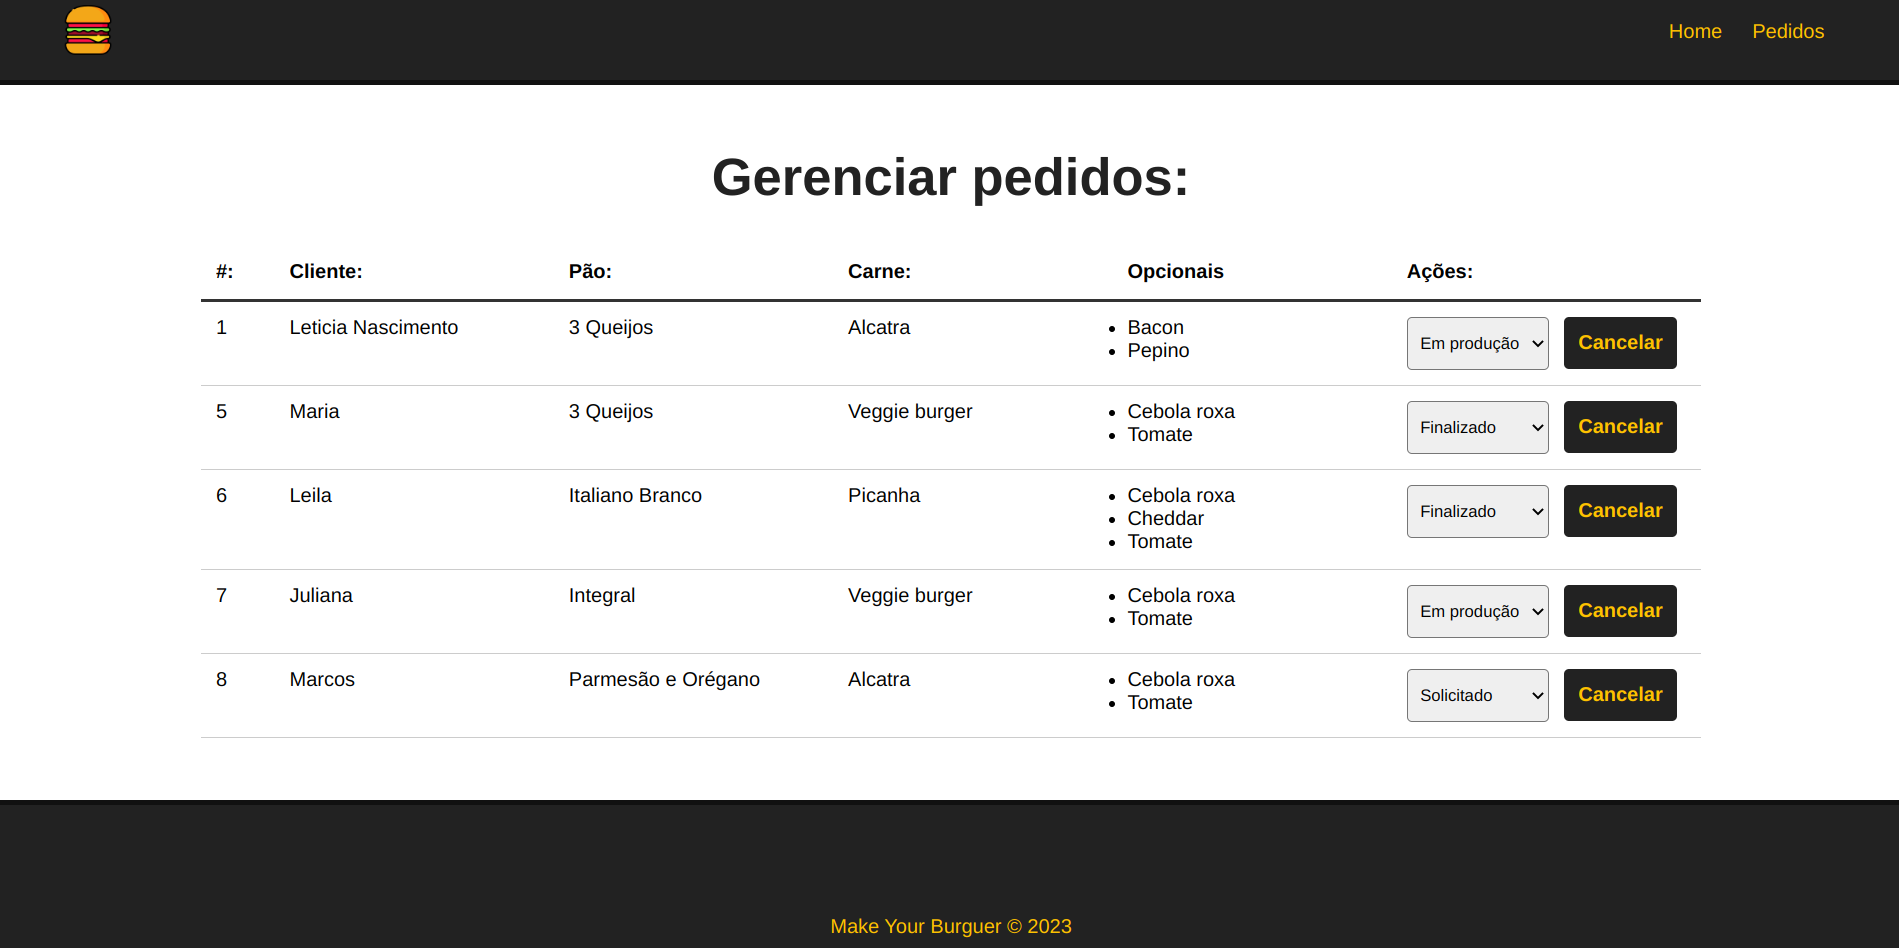 Home Pedidos
Gerenciar pedidos:
#: Cliente: Pão: Carne: Opcionais Ações:
1 Leticia Nascimento 3 Queijos Alcatra Bacon Em produção Cancelar
Pepino
5 Maria 3 Queijos Veggie burger Cebola roxa Finalizado Cancelar
Tomate
6 Leila Italiano Branco Picanha Cebola roxa Finalizado Cancelar
Cheddar
Tomate
7 Juliana Integral Veggie burger Cebola roxa Em produção Cancelar
Tomate
8 Marcos Parmesão e Orégano Alcatra Cebola roxa Solicitado Cancelar
Tomate
Make Your Burguer © 2023